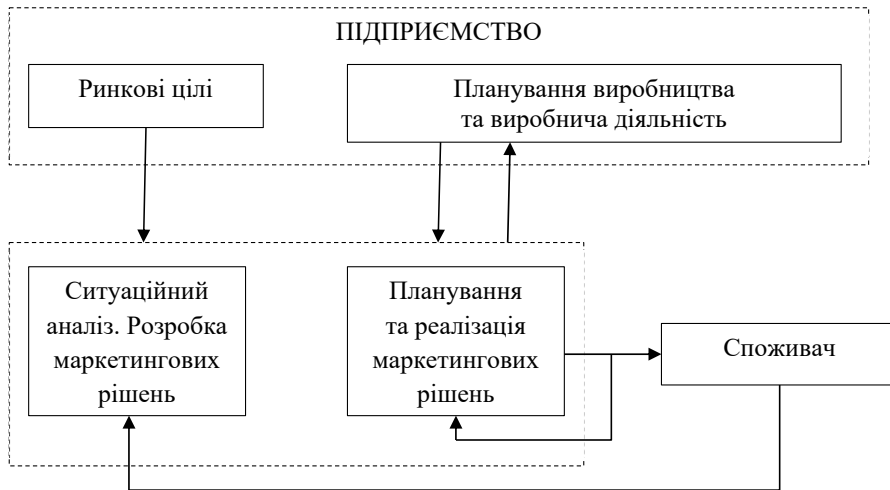 ПІДПРИЄМСТВО
Ринкові цілі
Планування виробництва
та виробнича діяльність
Ситуаційний
аналіз. Розробка
маркетингових
рішень
Планування
та реалізація
маркетингових
рішень
Споживач